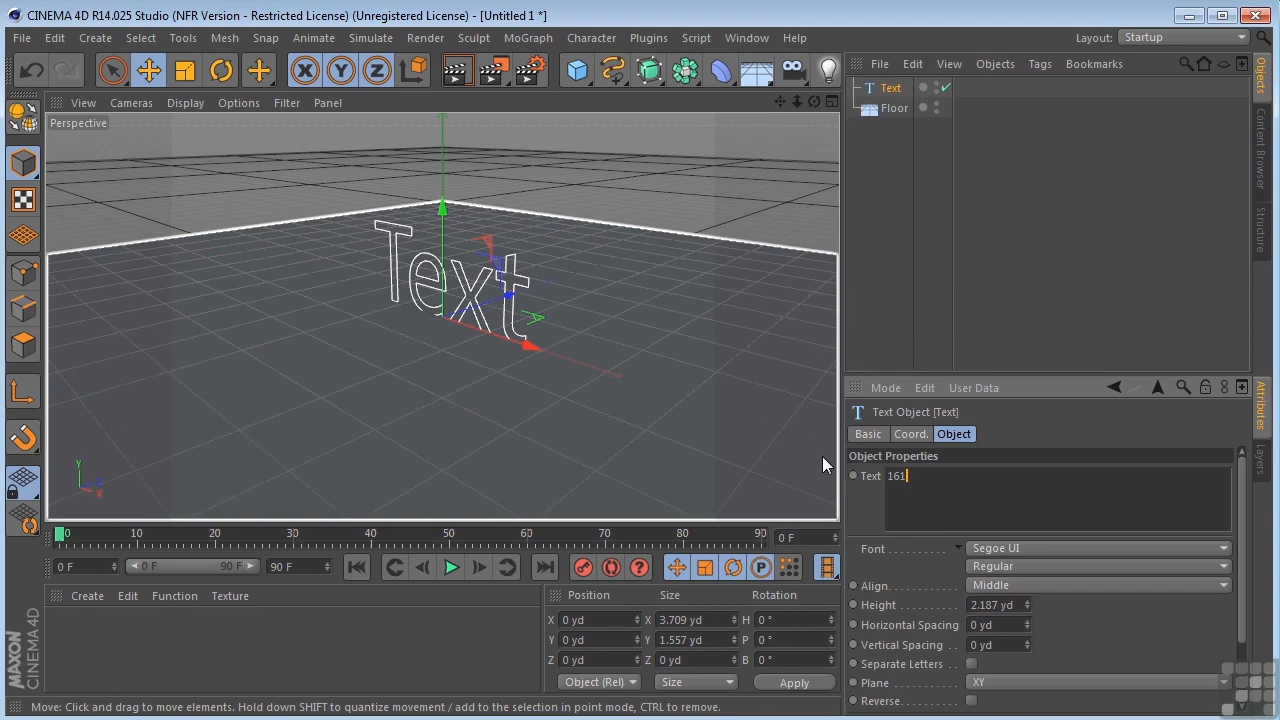 CINEMA 4D R14.025 Studio (NFR Version - Restricted License) (Unregistered License) - [Untitled 1 *]
File Edit Create Select Tools Mesh Snap Animate Simulate Render Sculpt MoGraph Character Plugins Script Window Help Layout: Startup
X Y Z
View Cameras Display Options Filter Panel
Perspective
Text
Y
Z
X
File Edit View Objects Tags Bookmarks
Text
Floor
Objects
Content Browser
Structure
Mode Edit User Data
Text Object [Text]
Basic Coord. Object
Object Properties
Text 161
Font Segoe UI
Regular
Align Middle
Height 2.187 yd
Horizontal Spacing 0 yd
Vertical Spacing 0 yd
Separate Letters
Plane XY
Reverse
Attributes
Layers
0 10 20 30 40 50 60 70 80 90 0 F
0 F 0 F 90 F 90 F P
Create Edit Function Texture
Position Size Rotation
X 0 yd X 3.709 yd H 0 °
Y 0 yd Y 1.557 yd P 0 °
Z 0 yd Z 0 yd B 0 °
Object (Rel) Size Apply
MAXON
CINEMA 4D
Move: Click and drag to move elements. Hold down SHIFT to quantize movement / add to the selection in point mode, CTRL to remove.